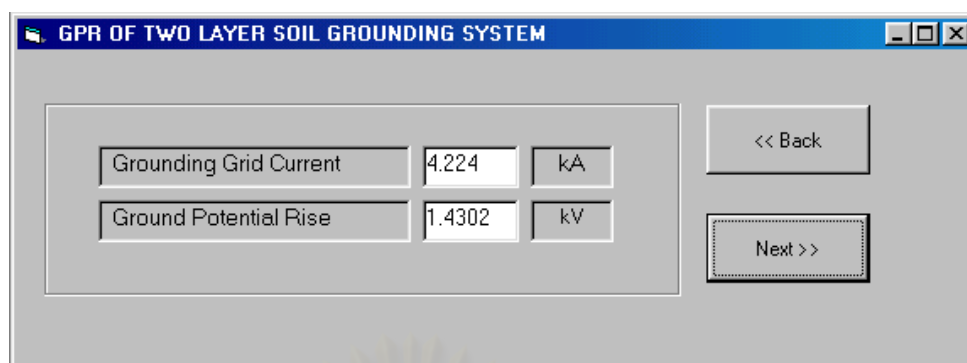 GPR OF TWO LAYER SOIL GROUNDING SYSTEM
Grounding Grid Current 4.224 kA
Ground Potential Rise 1.4302 kV
<< Back
Next >>